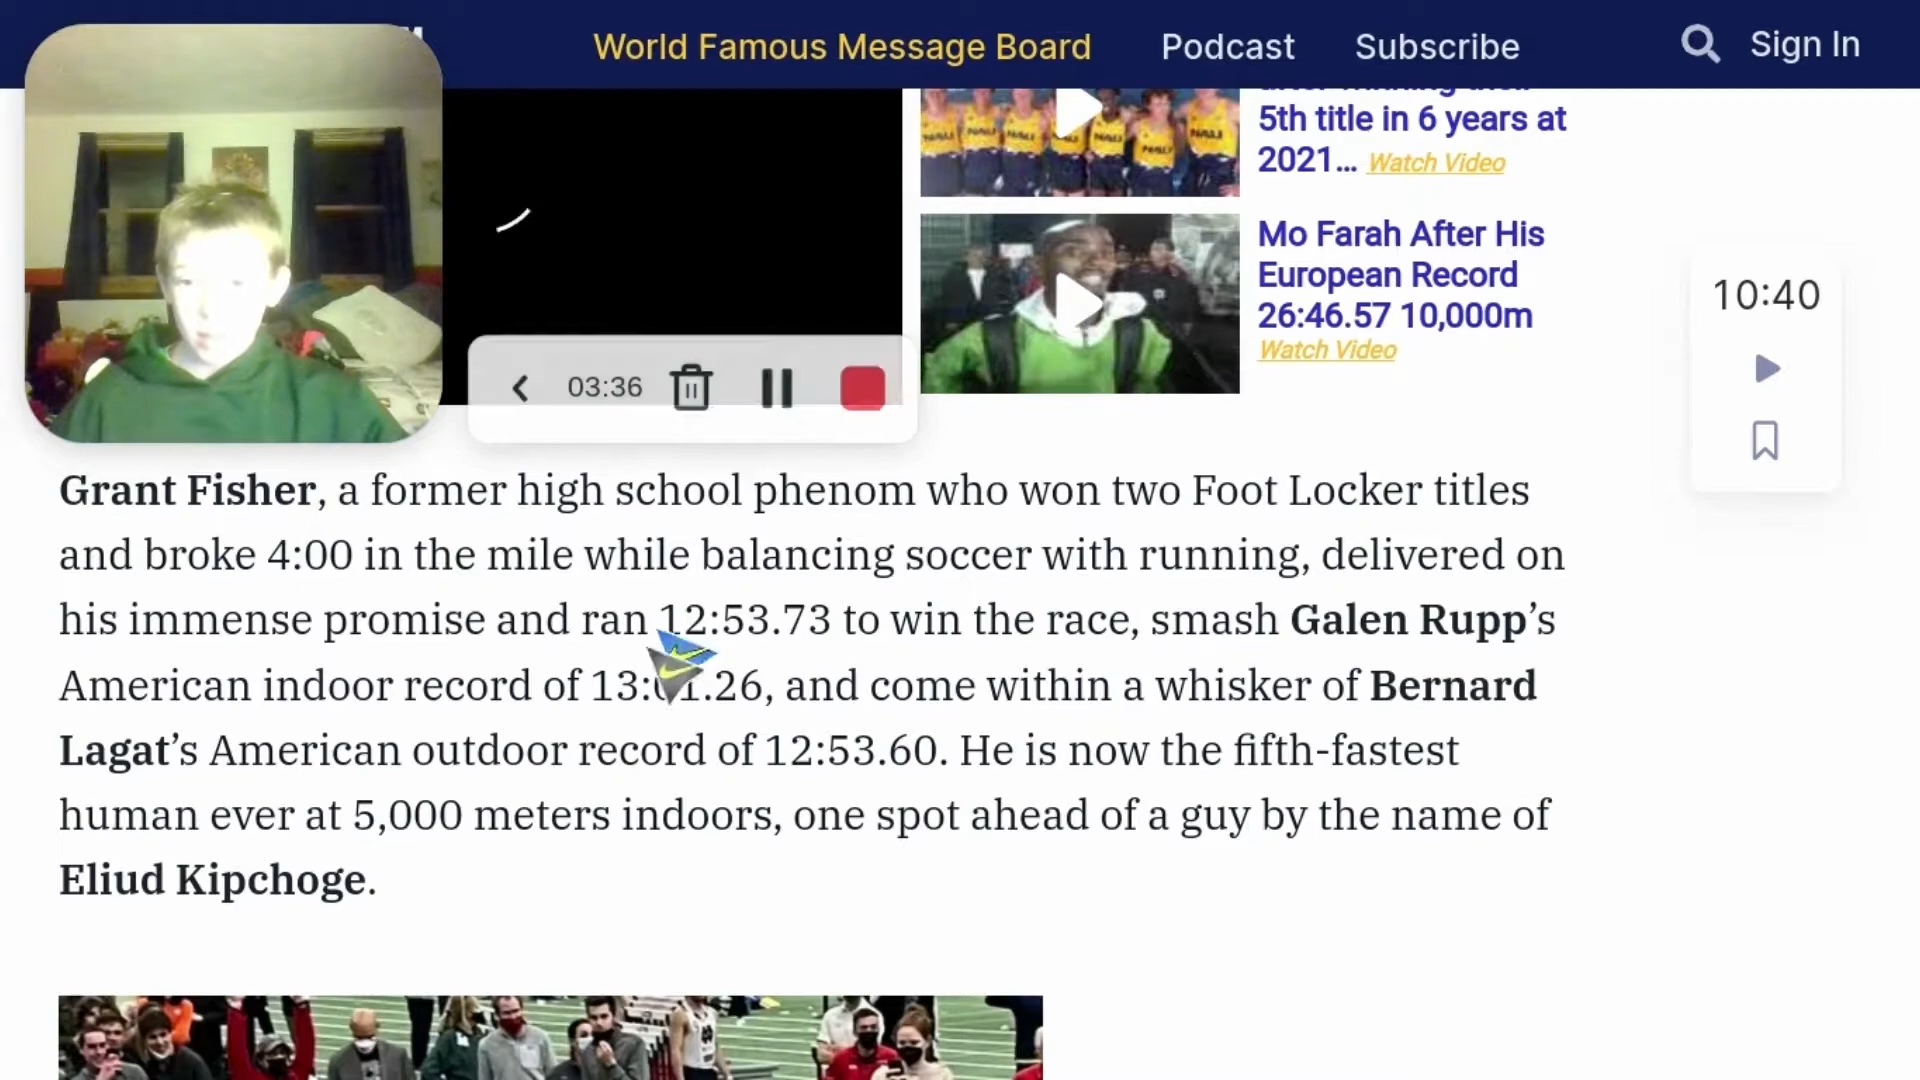 World Famous Message Board
Podcast
Subscribe
Sign In
5th title in 6 years at
2021... Watch Video
Mo Farah After His
European Record
26:46.57 10,000m
Watch Video
10:40
03:36
Grant Fisher, a former high school phenom who won two Foot Locker titles
and broke 4:00 in the mile while balancing soccer with running, delivered on
his immense promise and ran 12:53.73 to win the race, smash Galen Rupp’s
American indoor record of 13:01.26, and come within a whisker of Bernard
Lagat’s American outdoor record of 12:53.60. He is now the fifth-fastest
human ever at 5,000 meters indoors, one spot ahead of a guy by the name of
Eliud Kipchoge.